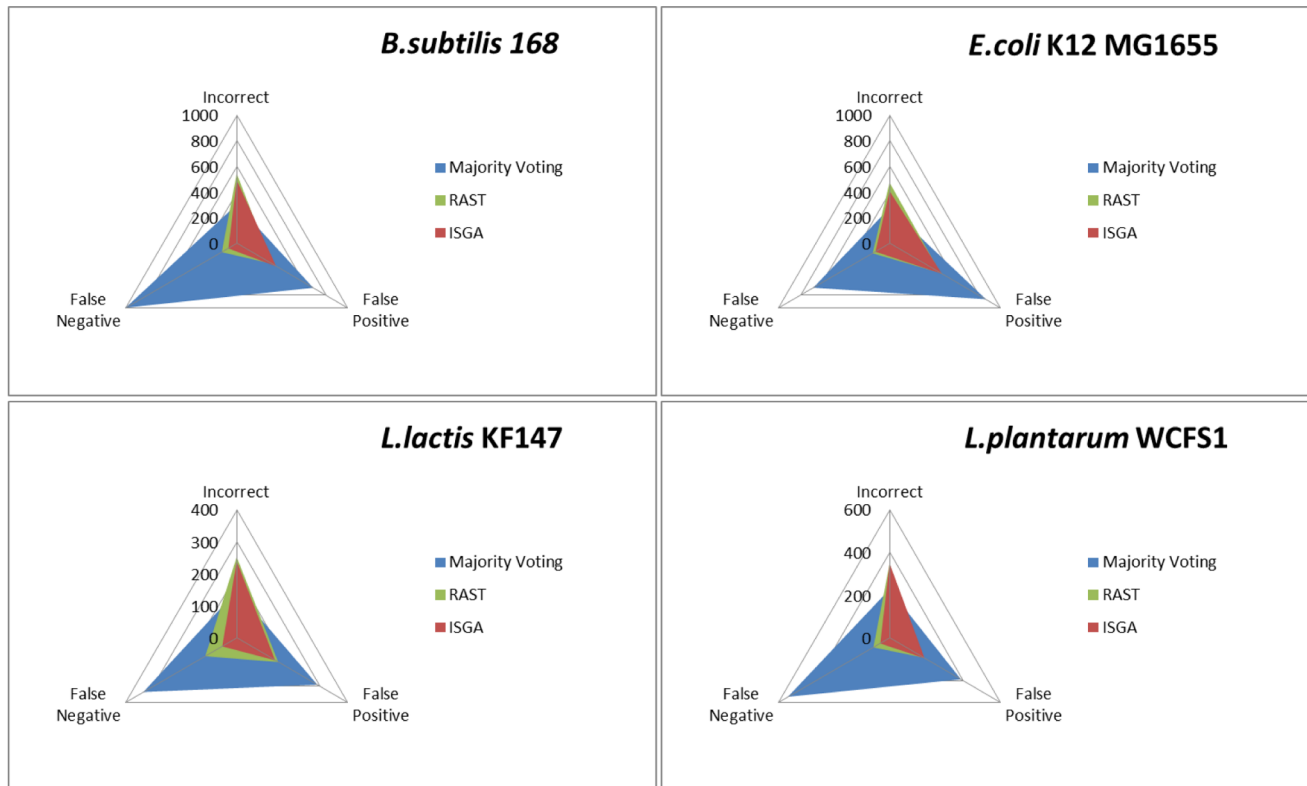 B.subtilis 168
Incorrect
1000
800
600
400
200
0
False
Negative
False
Positive
Majority Voting
RAST
ISGA
E.coli K12 MG1655
Incorrect
1000
800
600
400
200
0
False
Negative
False
Positive
Majority Voting
RAST
ISGA
L.lactis KF147
Incorrect
400
300
200
100
0
False
Negative
False
Positive
Majority Voting
RAST
ISGA
L.plantarum WCFS1
Incorrect
600
400
200
0
False
Negative
False
Positive
Majority Voting
RAST
ISGA